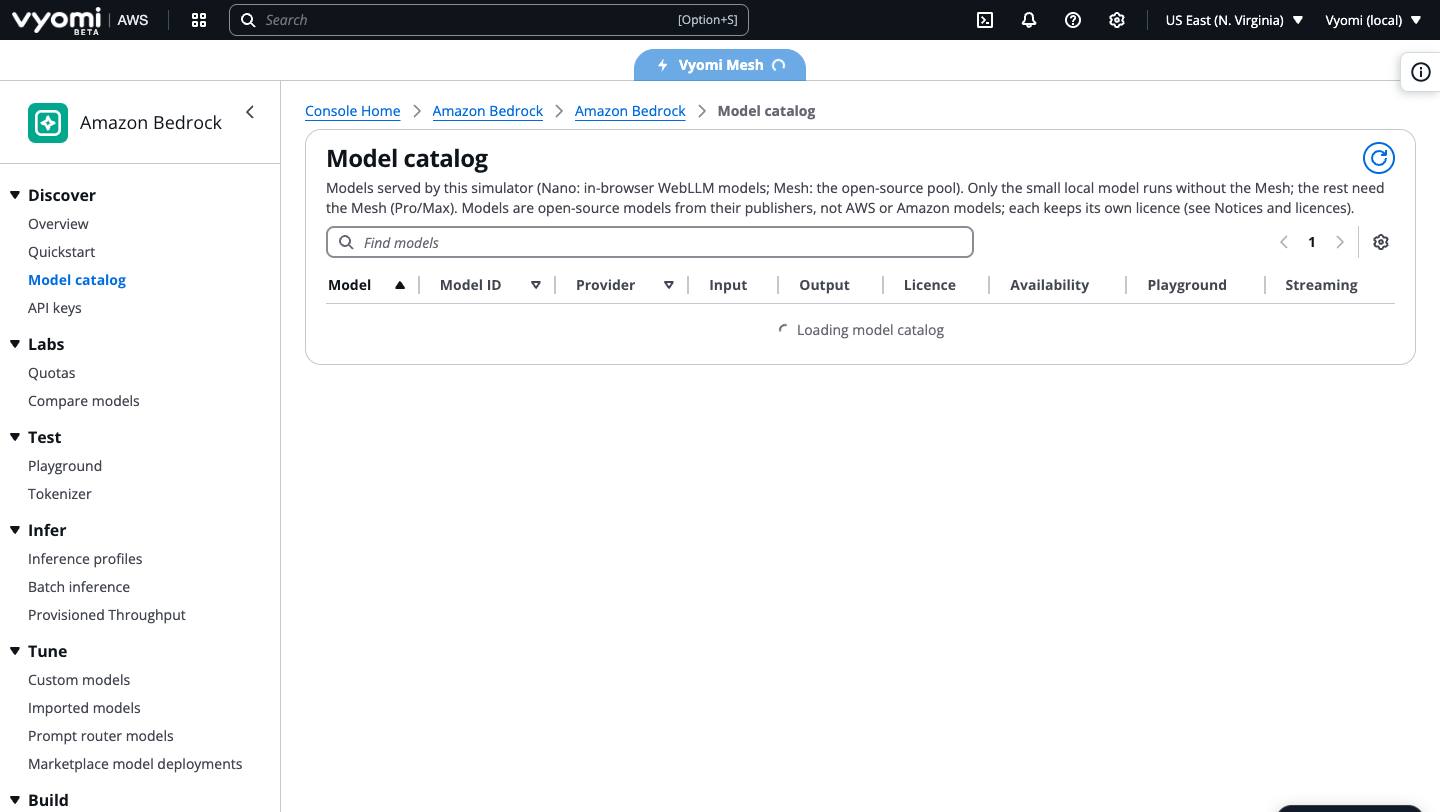 vyomi BETA AWS Search [Option+S] US East (N. Virginia) Vyomi (local)
Vyomi Mesh
Amazon Bedrock
Discover
Overview
Quickstart
Model catalog
API keys
Labs
Quotas
Compare models
Test
Playground
Tokenizer
Infer
Inference profiles
Batch inference
Provisioned Throughput
Tune
Custom models
Imported models
Prompt router models
Marketplace model deployments
Build
Console Home Amazon Bedrock Amazon Bedrock Model catalog
Model catalog
Models served by this simulator (Nano: in-browser WebLLM models; Mesh: the open-source pool). Only the small local model runs without the Mesh; the rest need
the Mesh (Pro/Max). Models are open-source models from their publishers, not AWS or Amazon models; each keeps its own licence (see Notices and licences).
Find models 1
Model Model ID Provider Input Output Licence Availability Playground Streaming
Loading model catalog